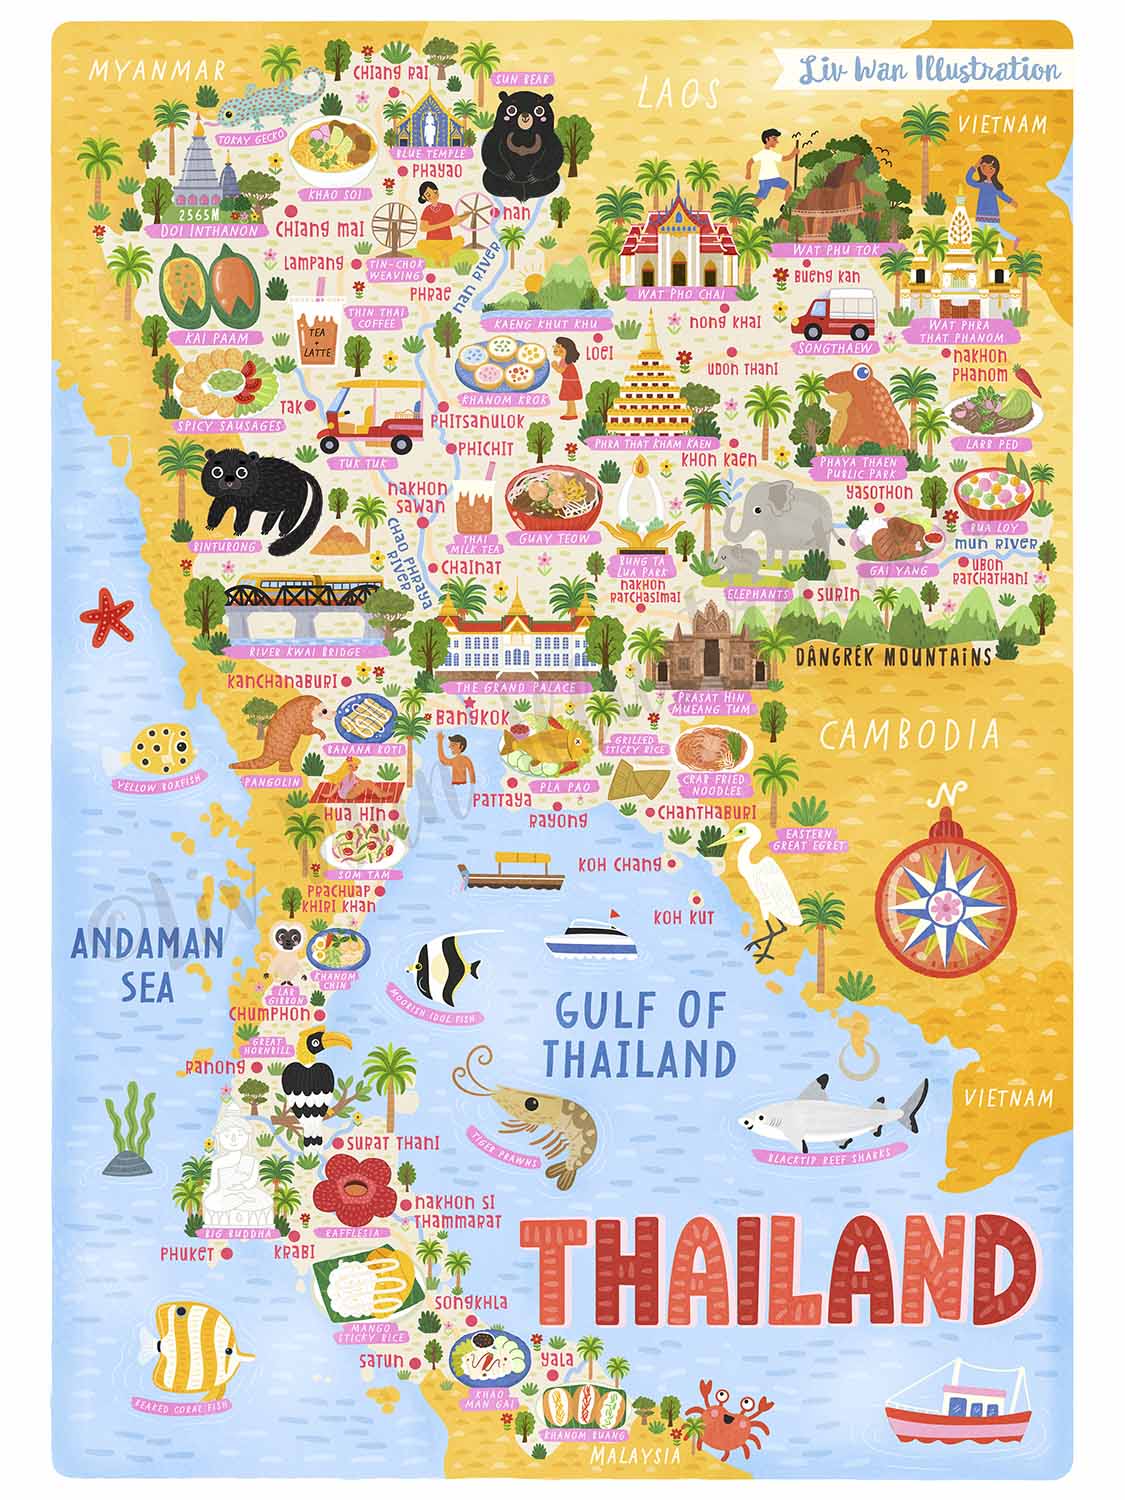 MYANMAR
CHIANG RAI
SUN BEAR
LAOS
Liv Wan Illustration
VIETNAM
TOKAY GECKO
BLUE TEMPLE
PHAYAO
KHAO SOI
2565M
DOI INTHANON
CHIANG MAI
NAN
NAN RIVER
LAMPANG
TIN-CHOK
WEAVING
PHRAE
WAT PHU TOK
BUENG KAN
WAT PHO CHAI
KAI PAAM
THIN THAI
COFFEE
TEA
+
LATTE
KAENG KHUT KHU
NONG KHAI
SONGTHAEW
WAT PHRA
THAT PHANOM
LOEI
UDON THANI
NAKHON
PHANOM
KHANOM KROK
SPICY SAUSAGES
TAK
PHITSANULOK
TUK TUK
PHICHIT
PHRA THAT KHAM KAEN
KHON KAEN
PHAYA THAEN
PUBLIC PARK
LARB PED
NAKHON
SAWAN
YASOTHON
BINTURONG
CHAO PHRAYA
RIVER
THAI
MILK TEA
GUAY TEOW
BUNG TA
LUA PARK
NAKHON
RATCHASIMAI
BUA LOY
MUN RIVER
GAI YANG
UBON
RATCHATHANI
CHAINAT
ELEPHANTS
SURIN
RIVER KWAI BRIDGE
DÂNGRÊK MOUNTAINS
KANCHANABURI
THE GRAND PALACE
PRASAT HIN
MUEANG TUM
BANGKOK
CAMBODIA
BANANA ROTI
GRILLED
STICKY RICE
YELLOW BOXFISH
PANGOLIN
PLA PAO
CRAB FRIED
NOODLES
PATTAYA
RAYONG
CHANTHABURI
N
HUA HIN
EASTERN
GREAT EGRET
SOM TAM
KOH CHANG
PRACHUAP
KHIRI KHAN
KOH KUT
ANDAMAN
SEA
KHANOM
CHIN
LAR
GIBBON
MOORISH IDOL FISH
CHUMPHON
GULF OF
THAILAND
GREAT
HORNBILL
RANONG
VIETNAM
TIGER PRAWNS
BLACKTIP REEF SHARKS
SURAT THANI
NAKHON SI
THAMMARAT
BIG BUDDHA
RAFFLESIA
PHUKET
KRABI
THAILAND
SONGKHLA
MANGO
STICKY RICE
SATUN
YALA
KHAO
MAN GAI
BEAKED CORAL FISH
KHANOM BUANG
MALAYSIA